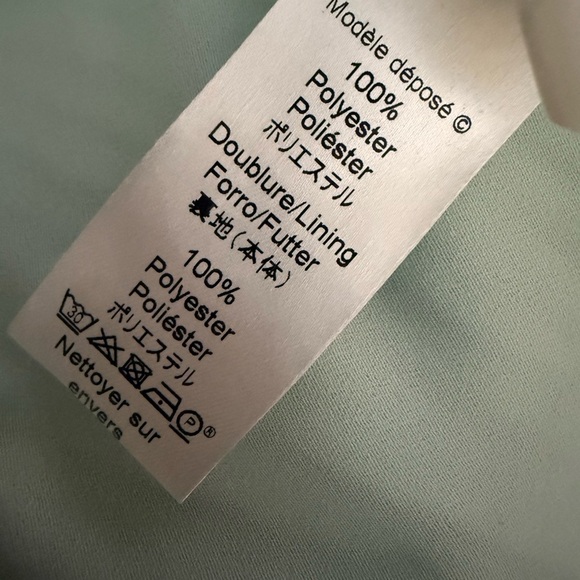 Modèle déposé ©
100%
Polyester
Poliéster
ポリエステル
Doublure/Lining
Forro/Futter
裏地(本体)
100%
Polyester
Poliéster
ポリエステル
30 P ®
Nettoyer sur
envers